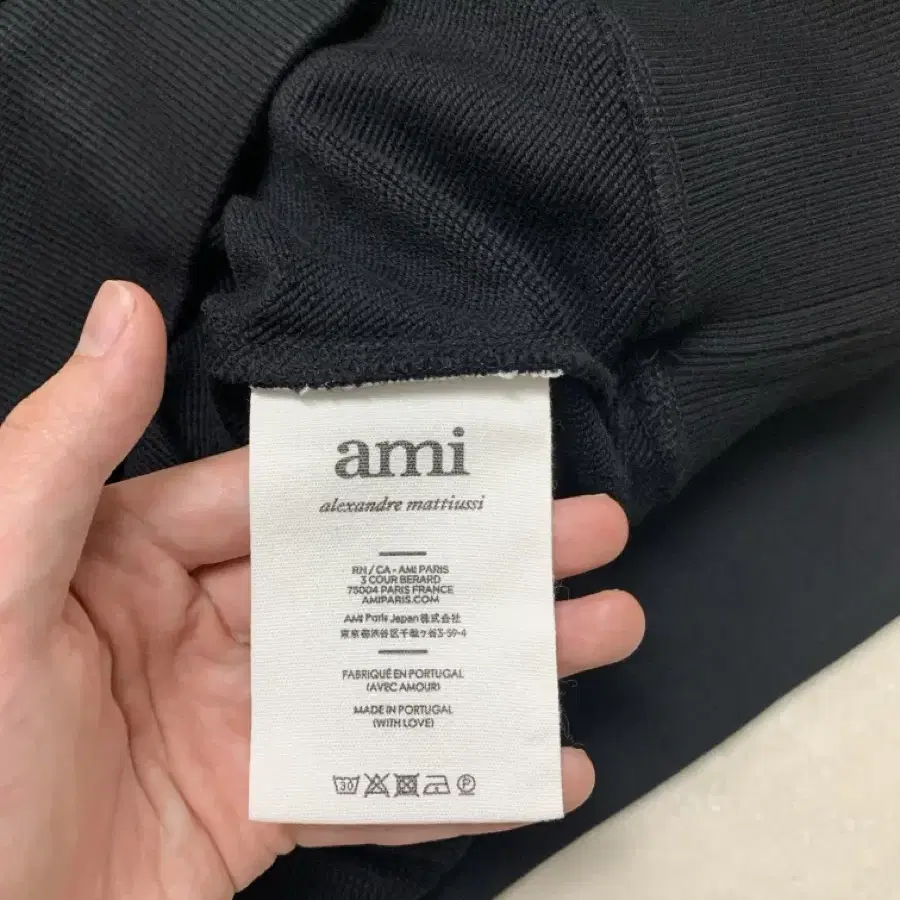 ami
alexandre mattiussi
RN / CA - AMI PARIS
3 COUR BERARD
75004 PARIS FRANCE
AMIPARIS.COM
AMI Paris Japan株式会社
東京都渋谷区千駄ヶ谷3-59-4
FABRIQUÉ EN PORTUGAL
(AVEC AMOUR)
MADE IN PORTUGAL
(WITH LOVE)
30
P